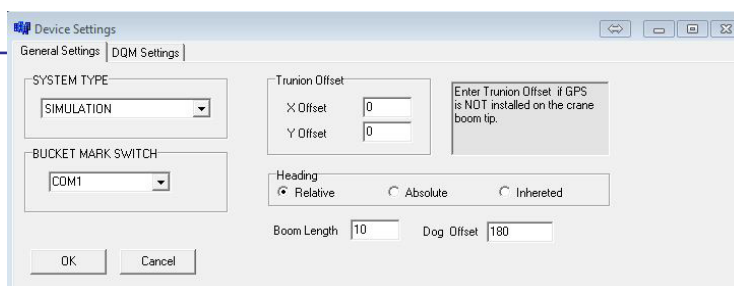 Device Settings
General Settings DQM Settings
SYSTEM TYPE
SIMULATION
BUCKET MARK SWITCH
COM1
OK Cancel
Trunion Offset
X Offset 0
Y Offset 0
Enter Trunion Offset if GPS
is NOT installed on the crane
boom tip.
Heading
Relative Absolute Inhereted
Boom Length 10 Dog Offset 180